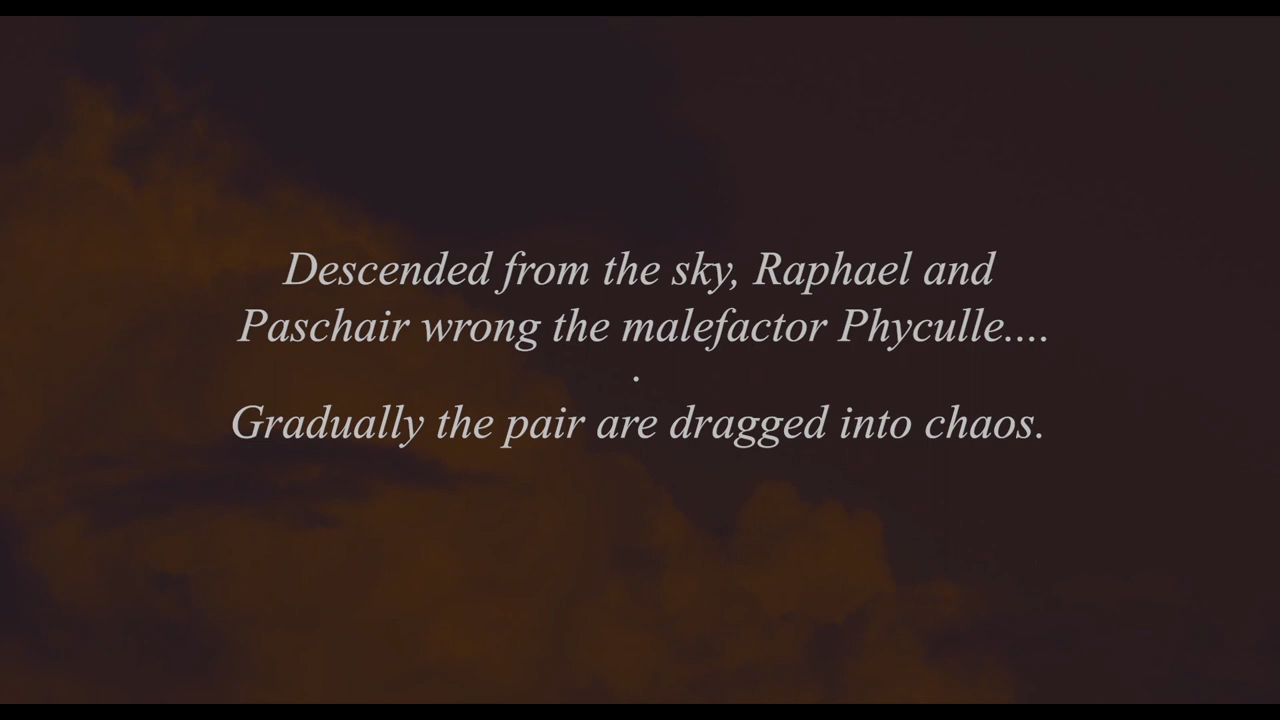 Descended from the sky, Raphael and
Paschair wrong the malefactor Phyculle....
.
Gradually the pair are dragged into chaos.